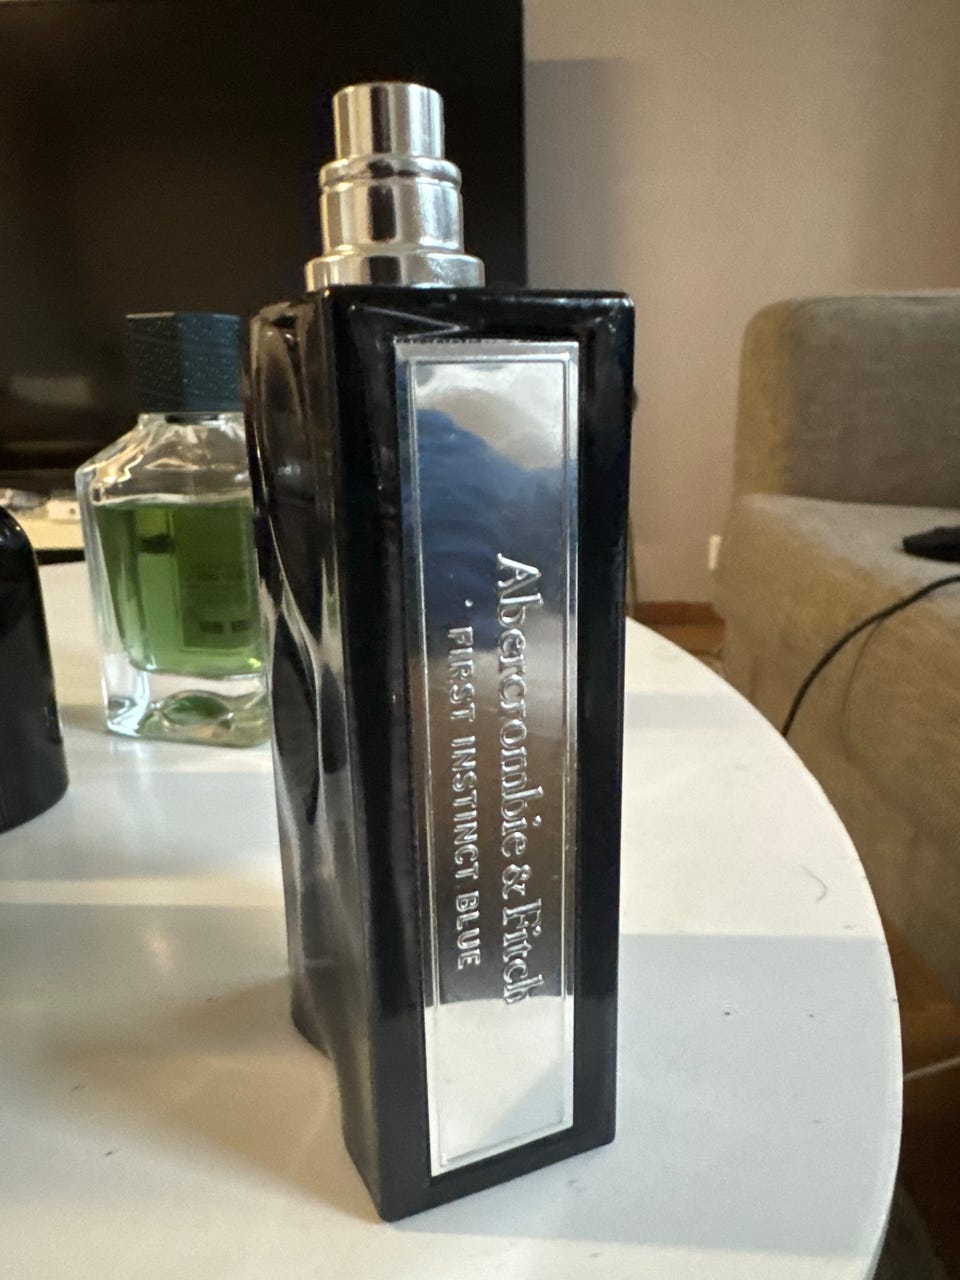 Abercrombie & Fitch
FIRST INSTINCT BLUE